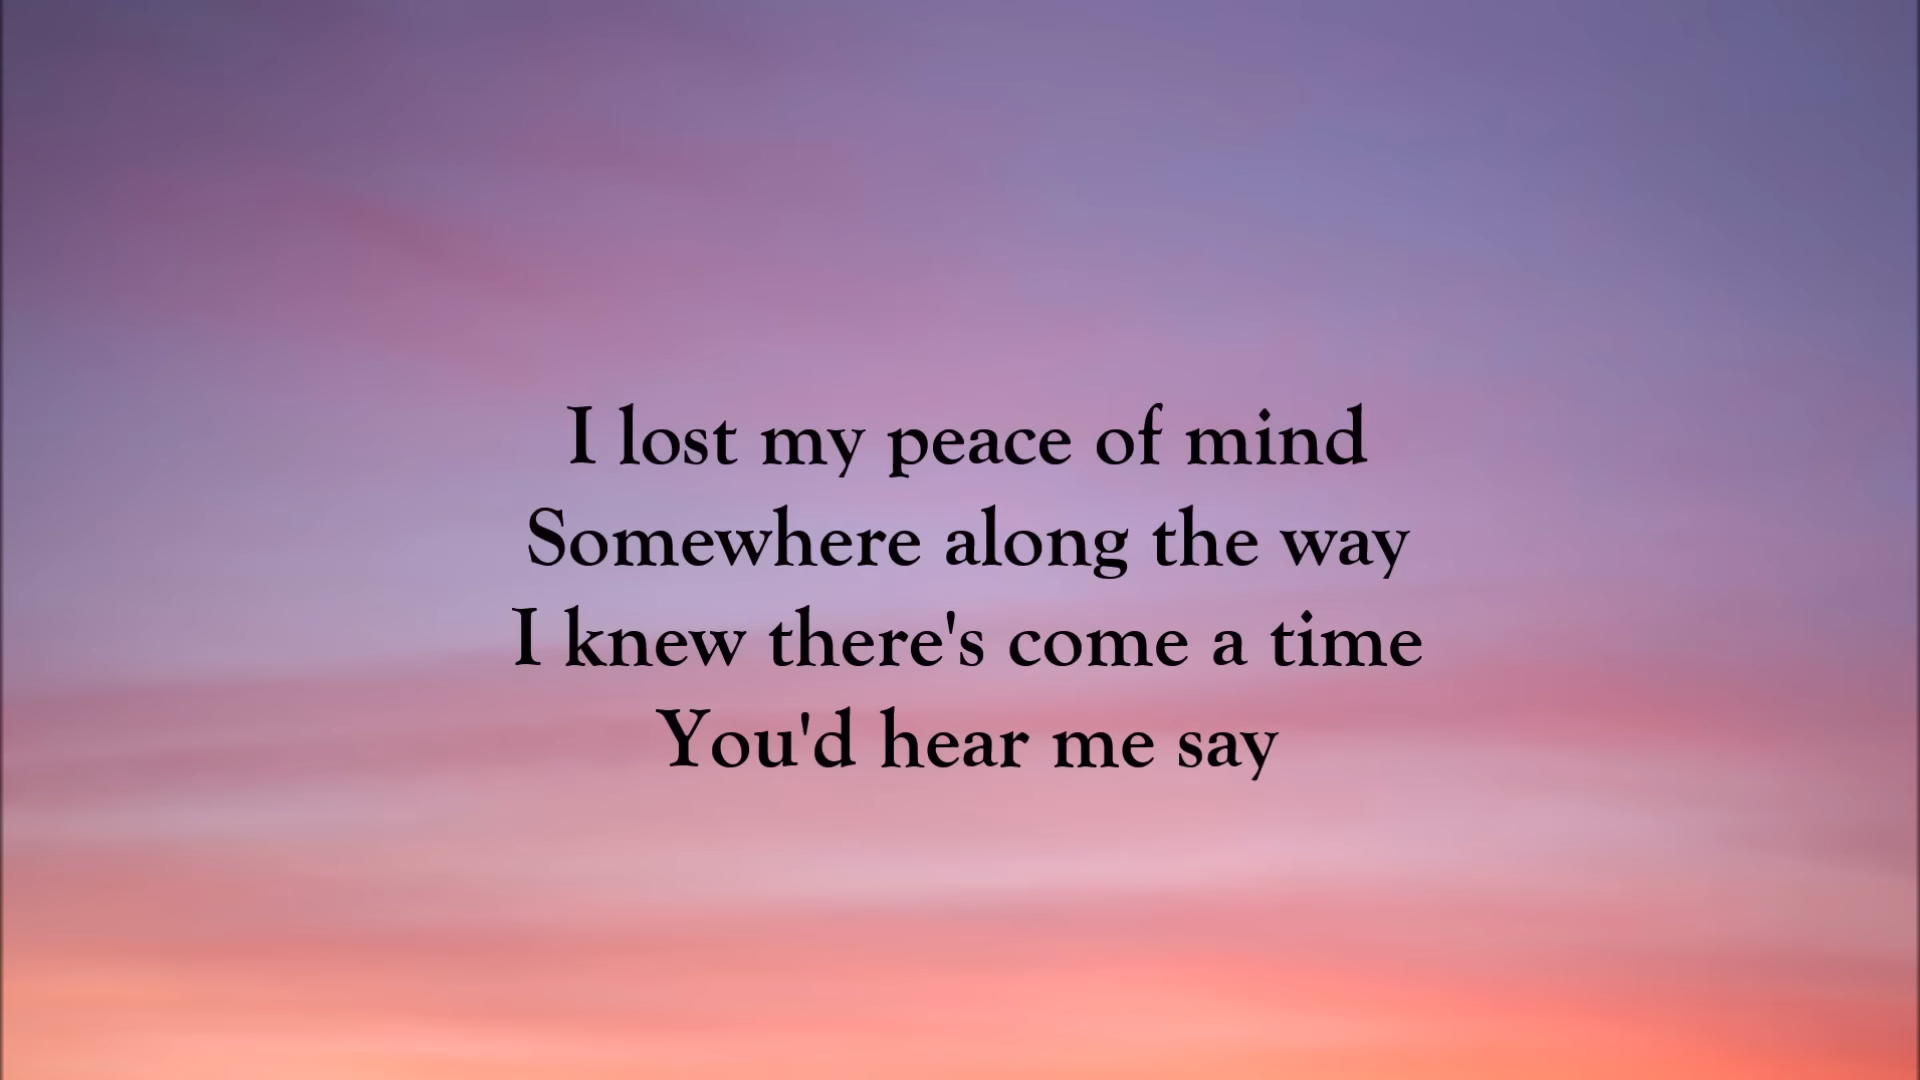 I lost my peace of mind
Somewhere along the way
I knew there's come a time
You'd hear me say